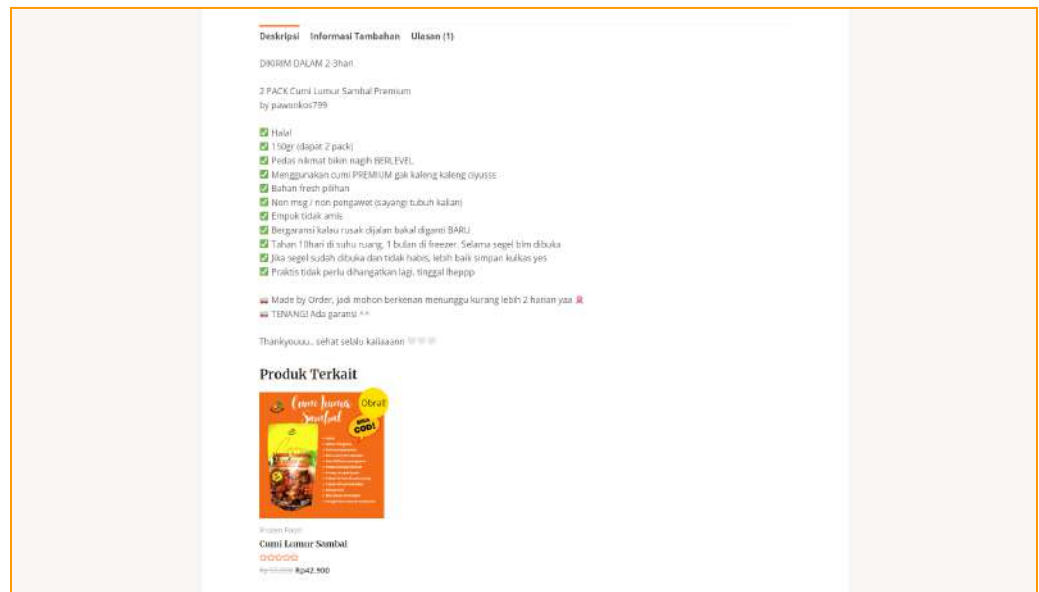 Deskripsi Informasi Tambahan Ulasan (1)
DIKIRIM DALAM 2-3hari
2 PACK Cumi Lumur Sambal Premium
by pawonkos799
✅ Halal
✅ 150gr (dapat 2 pack)
✅ Pedas nikmat bikin nagih BERLEVEL
✅ Menggunakan cumi PREMIUM gak kaleng kaleng ciyusss
✅ Bahan fresh pilihan
✅ Non msg / non pengawet (sayangi tubuh kalian)
✅ Empuk tidak amis
✅ Bergaransi kalau rusak dijalan bakal diganti BARU
✅ Tahan 10hari di suhu ruang, 1 bulan di freezer. Selama segel blm dibuka
✅ Jika segel sudah dibuka dan tidak habis, lebih baik simpan kulkas yes
✅ Praktis tidak perlu dihangatkan lagi, tinggal lheppp
Made by Order, jadi mohon berkenan menunggu kurang lebih 2 harian yaa
TENANG! Ada garansi ^^
Thankyouuu.. sehat selalu kaliaaann
Produk Terkait
Cumi lumur Sambal
Obral!
BISA COD!
Frozen Food
Cumi Lumur Sambal
Rp42.900